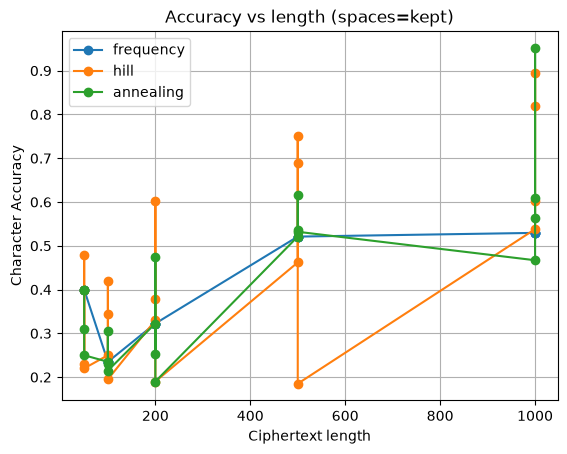 Accuracy vs length (spaces=kept)
frequency
hill
annealing
Character Accuracy
0.9
0.8
0.7
0.6
0.5
0.4
0.3
0.2
200 400 600 800 1000
Ciphertext length